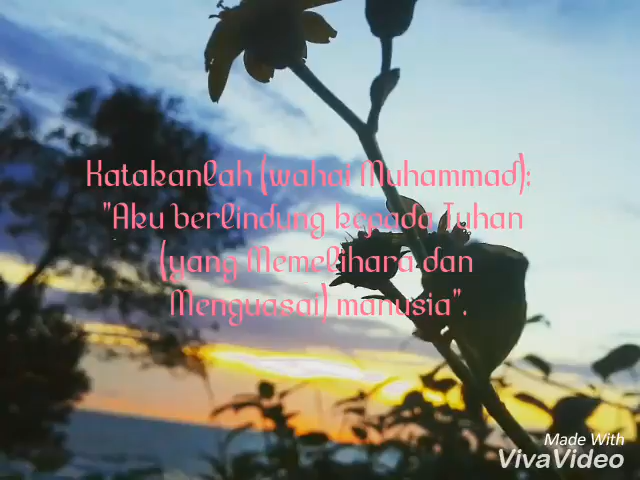 Katakanlah (wahai Muhammad):
"Aku berlindung kepada Tuhan
(yang Memelihara dan
Menguasai) manusia".
Made With
VivaVideo